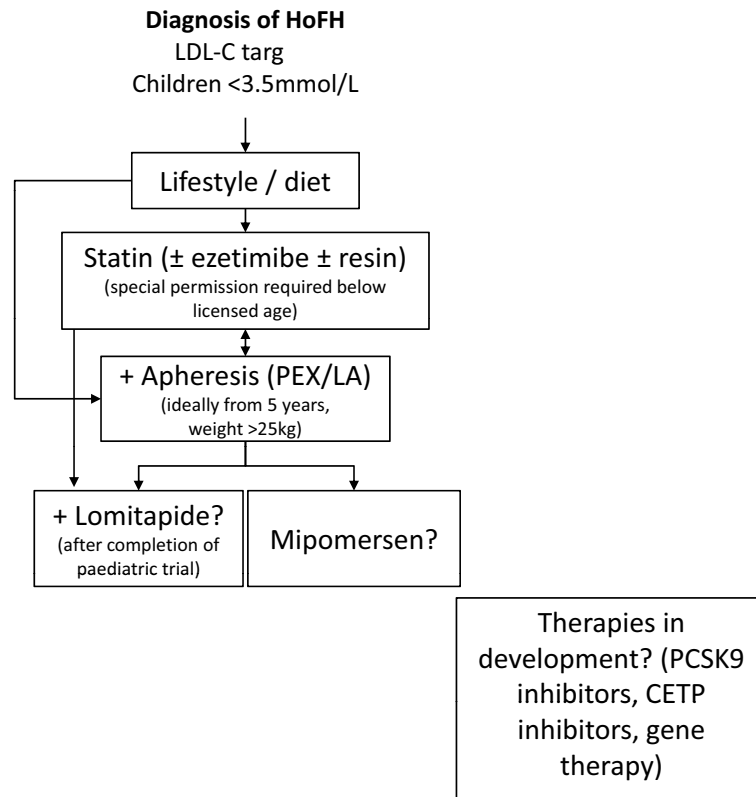 Diagnosis of HoFH
LDL-C targ
Children <3.5mmol/L
Lifestyle / diet
Statin (± ezetimibe ± resin)
(special permission required below
licensed age)
+ Apheresis (PEX/LA)
(ideally from 5 years,
weight >25kg)
+ Lomitapide?
(after completion of
paediatric trial)
Mipomersen?
Therapies in
development? (PCSK9
inhibitors, CETP
inhibitors, gene
therapy)